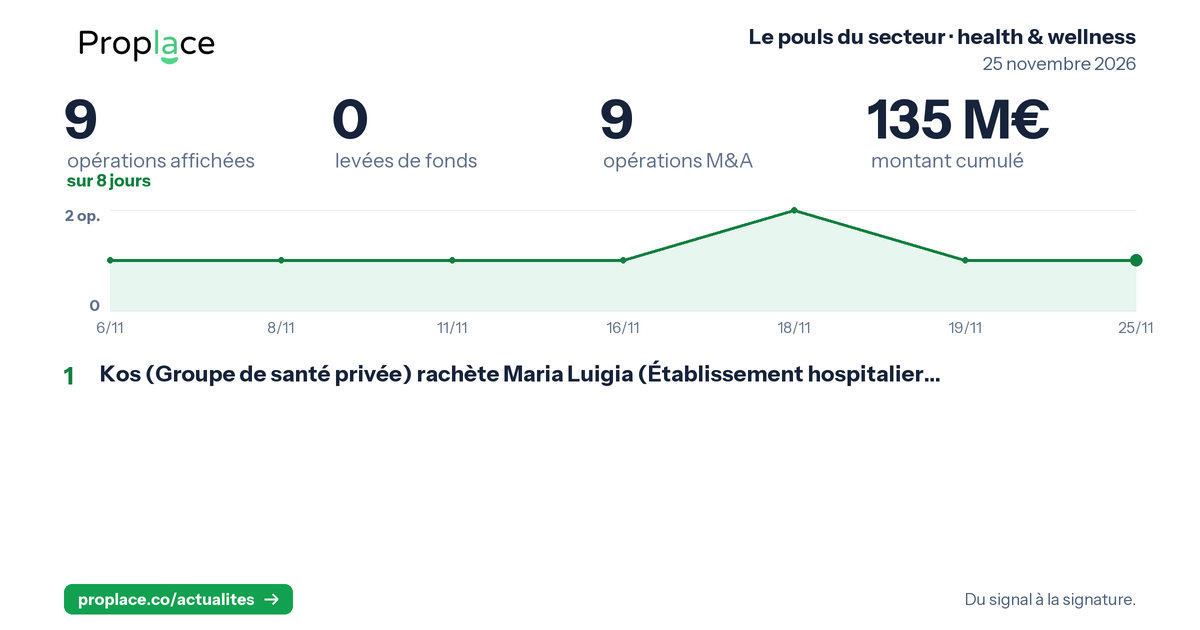 Proplace
Le pouls du secteur · health & wellness
25 novembre 2026
9
opérations affichées
sur 8 jours
0
levées de fonds
9
opérations M&A
135 M€
montant cumulé
2 op.
0
6/11
8/11
11/11
16/11
18/11
19/11
25/11
1 Kos (Groupe de santé privée) rachète Maria Luigia (Établissement hospitalier…
proplace.co/actualites →
Du signal à la signature.